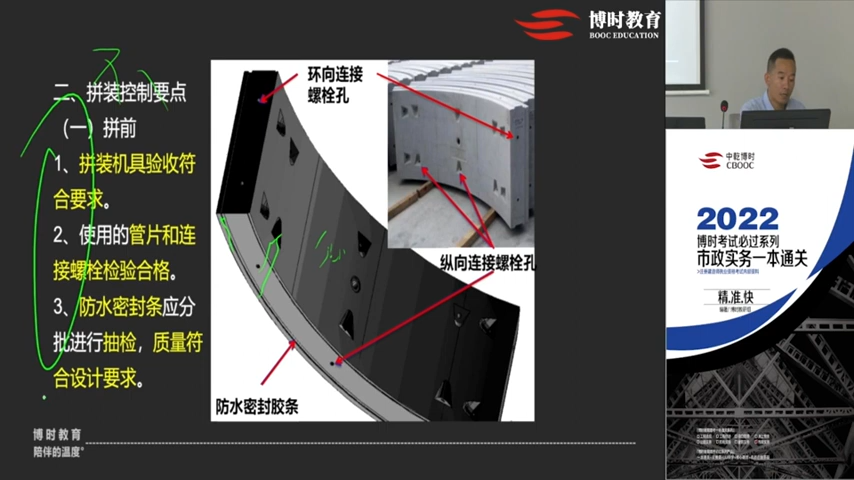 博时教育
BOOC EDUCATION
二、拼装控制要点
（一）拼前
1、拼装机具验收符
合要求。
2、使用的管片和连
接螺栓检验合格。
3、防水密封条应分
批进行抽检，质量符
合设计要求。
环向连接
螺栓孔
纵向连接螺栓孔
防水密封胶条
博时教育
陪伴的温度
中乾博时
CBOOC
2022
博时考试必过系列
市政实务一本通关
精,准,快